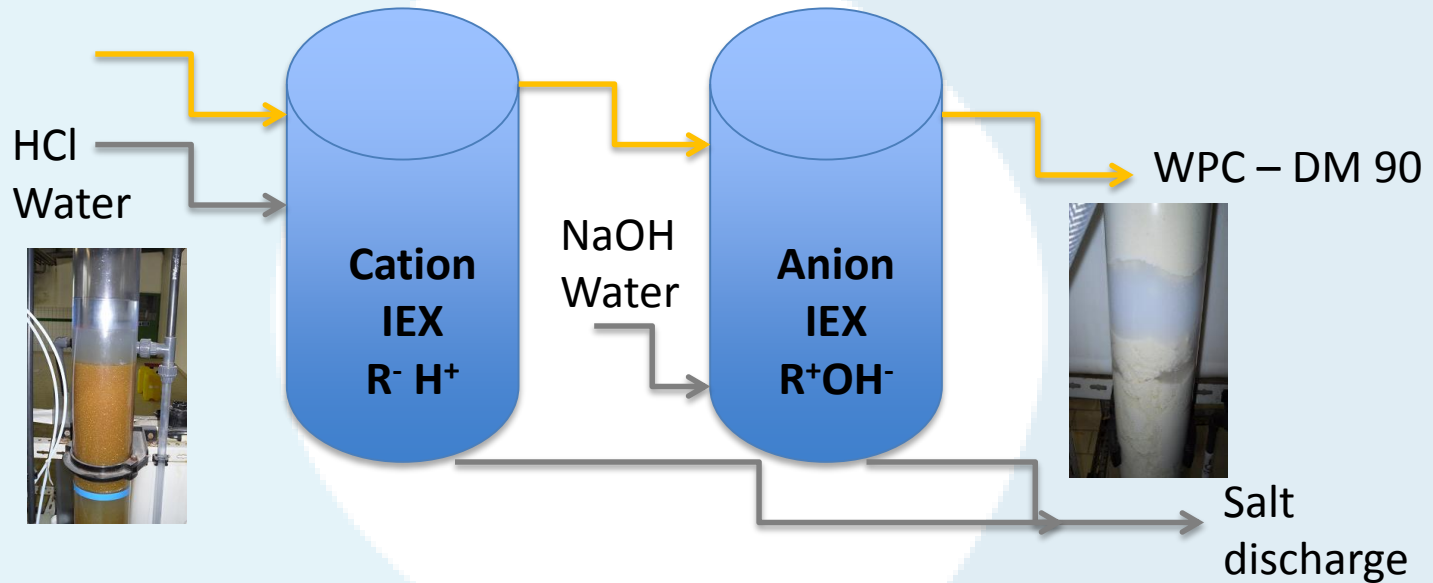 HCl
Water
Cation
IEX
R⁻ H⁺
NaOH
Water
Anion
IEX
R⁺OH⁻
WPC – DM 90
Salt
discharge